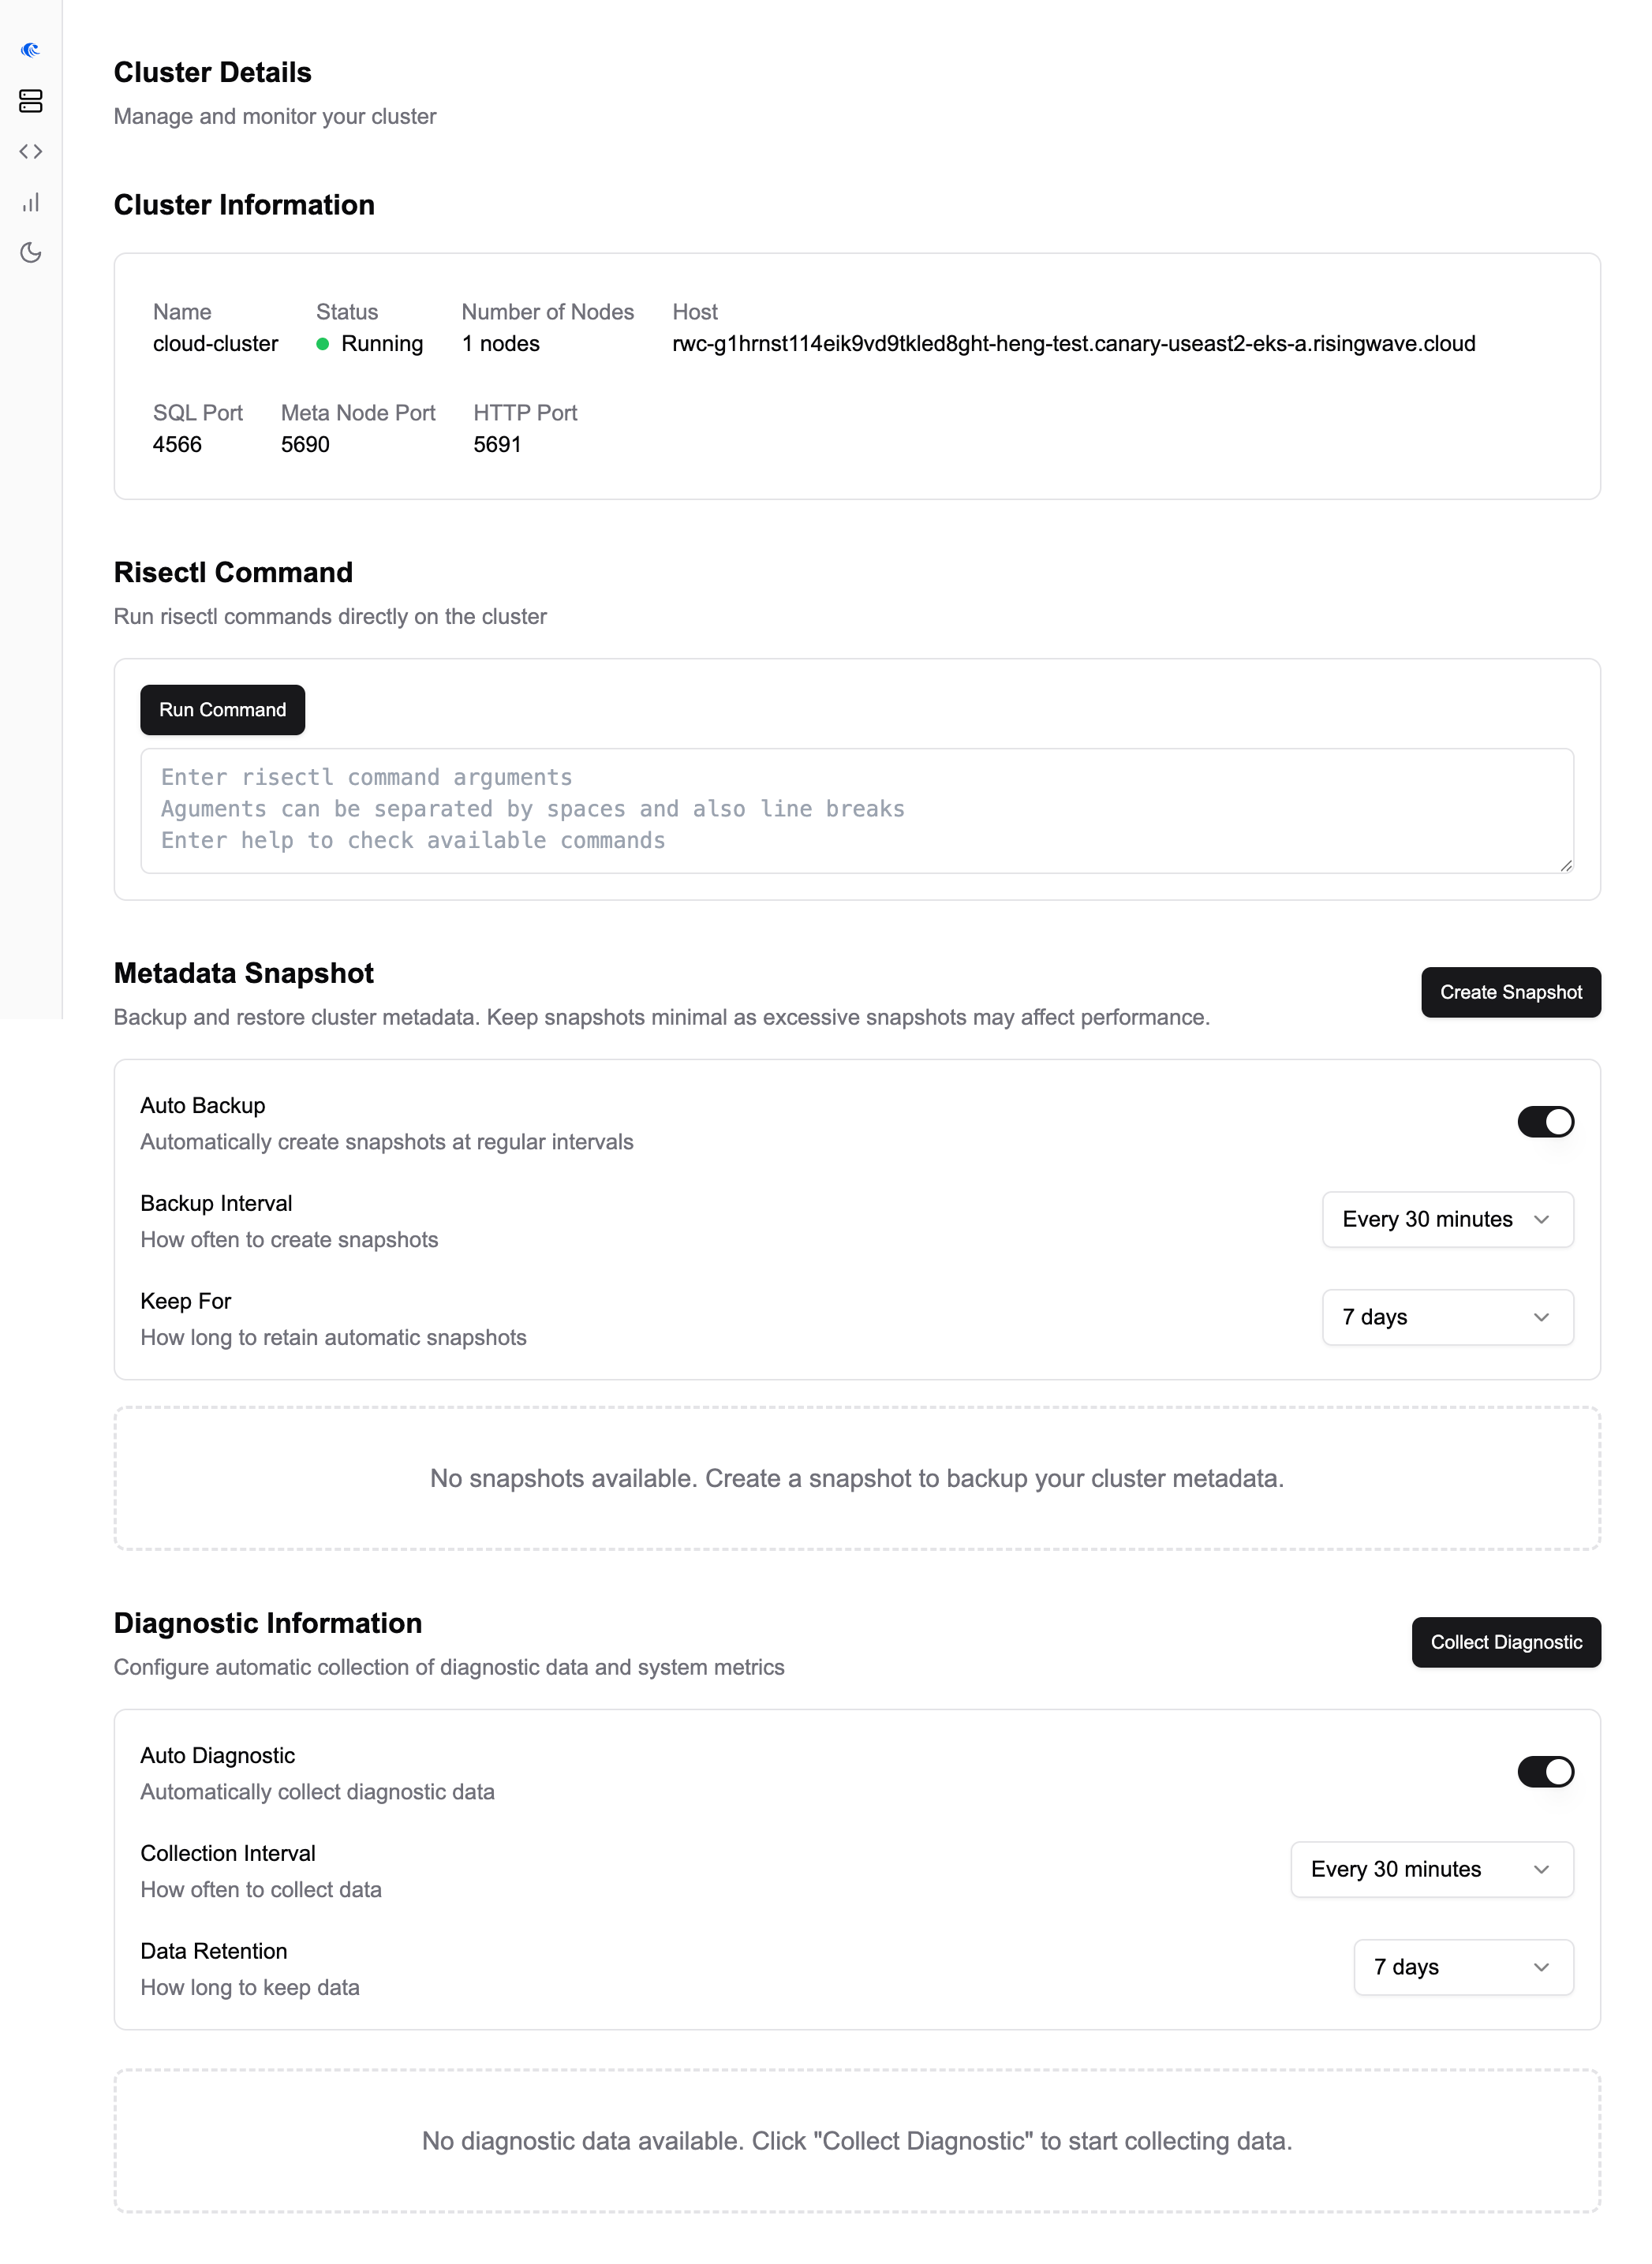 Cluster Details
Manage and monitor your cluster
Cluster Information
Name Status Number of Nodes Host
cloud-cluster Running 1 nodes rwc-g1hrnst114eik9vd9tkled8ght-heng-test.canary-useast2-eks-a.risingwave.cloud
SQL Port Meta Node Port HTTP Port
4566 5690 5691
Risectl Command
Run risectl commands directly on the cluster
Run Command
Enter risectl command arguments
Aguments can be separated by spaces and also line breaks
Enter help to check available commands
Metadata Snapshot
Create Snapshot
Backup and restore cluster metadata. Keep snapshots minimal as excessive snapshots may affect performance.
Auto Backup
Automatically create snapshots at regular intervals
Backup Interval
Every 30 minutes
How often to create snapshots
Keep For
7 days
How long to retain automatic snapshots
No snapshots available. Create a snapshot to backup your cluster metadata.
Diagnostic Information
Collect Diagnostic
Configure automatic collection of diagnostic data and system metrics
Auto Diagnostic
Automatically collect diagnostic data
Collection Interval
Every 30 minutes
How often to collect data
Data Retention
7 days
How long to keep data
No diagnostic data available. Click "Collect Diagnostic" to start collecting data.